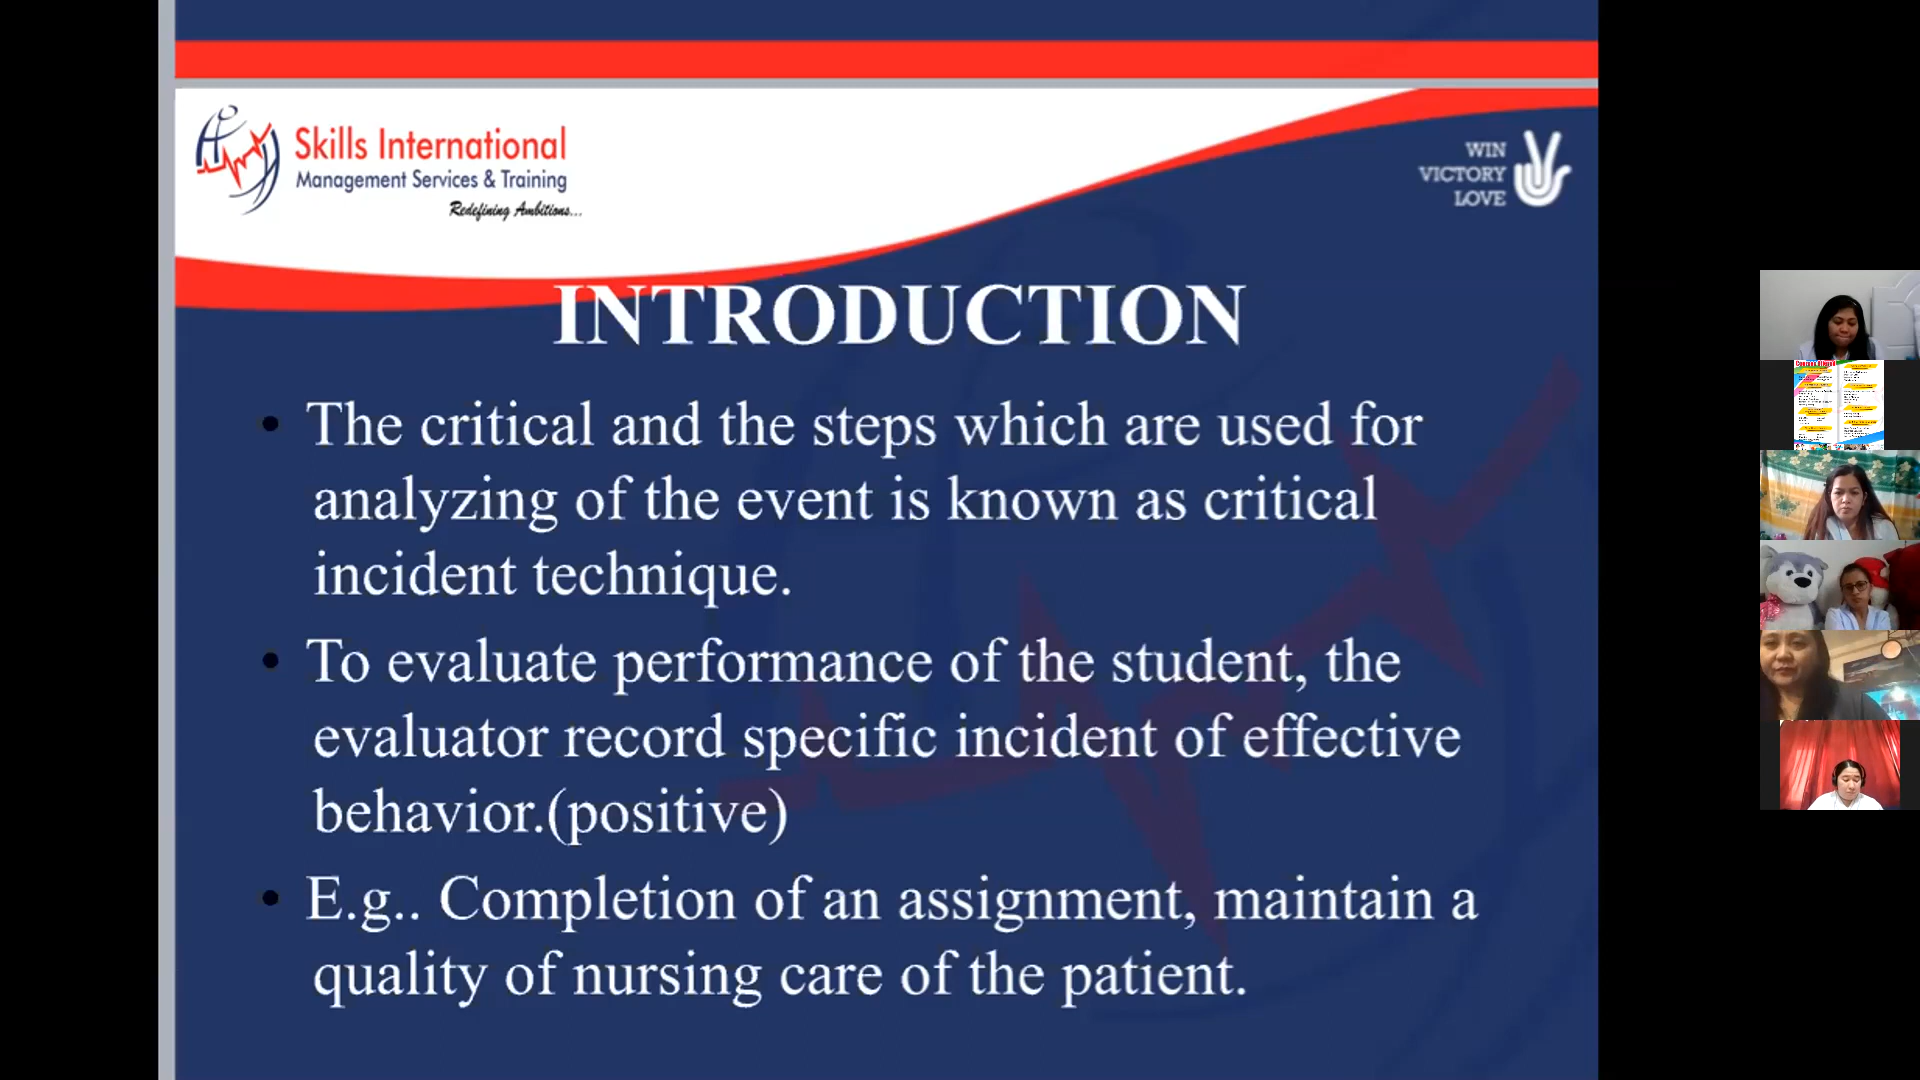 Skills International
Management Services & Training
Redefining Ambitions...
WIN
VICTORY
LOVE
INTRODUCTION
• The critical and the steps which are used for
analyzing of the event is known as critical
incident technique.
• To evaluate performance of the student, the
evaluator record specific incident of effective
behavior.(positive)
• E.g.. Completion of an assignment, maintain a
quality of nursing care of the patient.